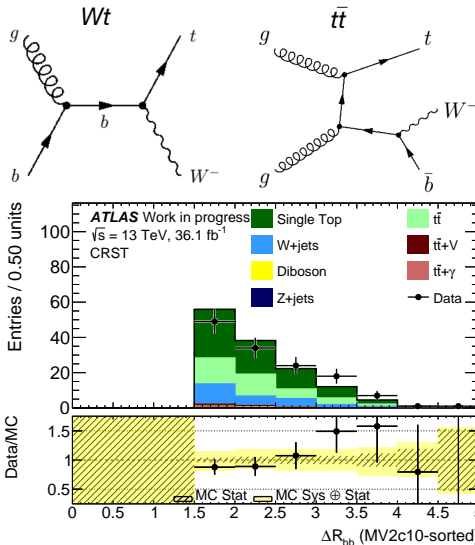 Wt
tt̄
g
t
b
b
W⁻
g
t
g
W⁻
b̄
ATLAS Work in progress
√s = 13 TeV, 36.1 fb⁻¹
CRST
Single Top
W+jets
Diboson
Z+jets
tt̄
tt̄+V
tt̄+γ
Data
Entries / 0.50 units
100
80
60
40
20
0
Data/MC
1.5
1
0.5
MC Stat
MC Sys ⊕ Stat
0 0.5 1 1.5 2 2.5 3 3.5 4 4.5 5
ΔR_bb (MV2c10-sorted)